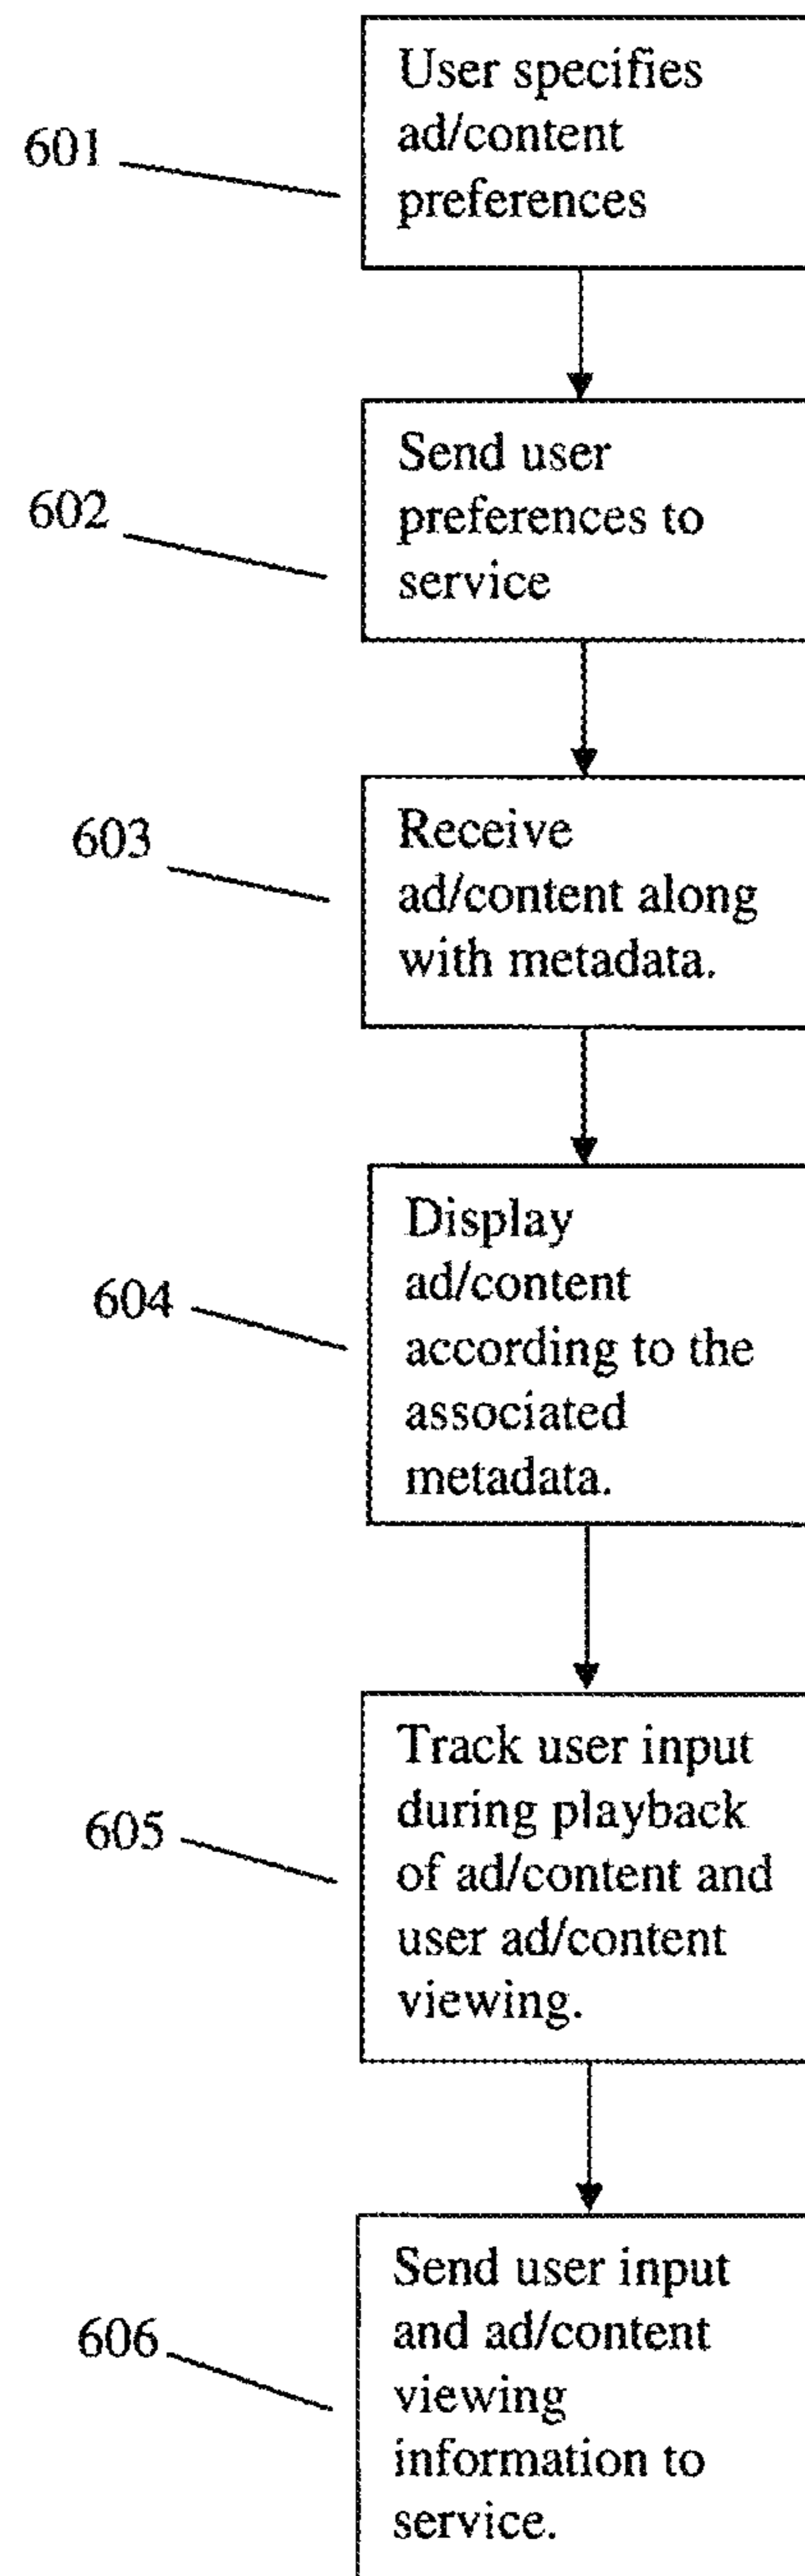 601
User specifies
ad/content
preferences
602
Send user
preferences to
service
603
Receive
ad/content along
with metadata.
604
Display
ad/content
according to the
associated
metadata.
605
Track user input
during playback
of ad/content and
user ad/content
viewing.
606
Send user input
and ad/content
viewing
information to
service.